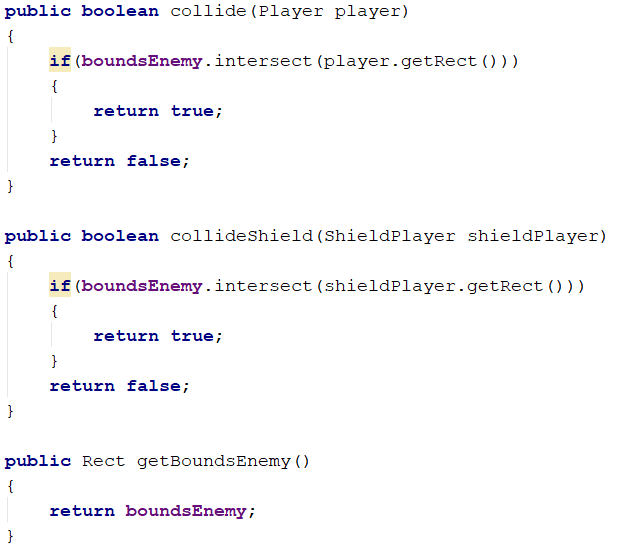 public boolean collide(Player player)
{
    if(boundsEnemy.intersect(player.getRect()))
    {
        return true;
    }
    return false;
}

public boolean collideShield(ShieldPlayer shieldPlayer)
{
    if(boundsEnemy.intersect(shieldPlayer.getRect()))
    {
        return true;
    }
    return false;
}

public Rect getBoundsEnemy()
{
    return boundsEnemy;
}